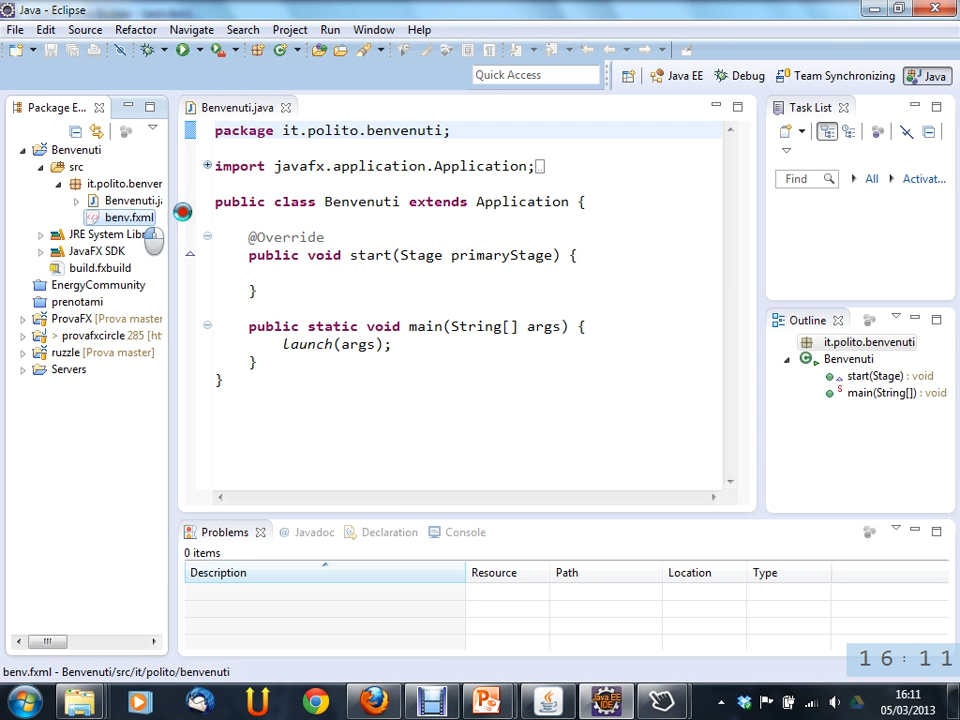 Java - Eclipse
File Edit Source Refactor Navigate Search Project Run Window Help
Quick Access
Java EE Debug Team Synchronizing Java
Package E...
Benvenuti
src
it.polito.benver
Benvenuti.ja
benv.fxml
JRE System Libr
JavaFX SDK
build.fxbuild
EnergyCommunity
prenotami
ProvaFX [Prova master]
> provafxcircle 285 [ht
ruzzle [Prova master]
Servers
Benvenuti.java
package it.polito.benvenuti;
import javafx.application.Application;
public class Benvenuti extends Application {
@Override
public void start(Stage primaryStage) {
}
public static void main(String[] args) {
launch(args);
}
}
Task List
Find All Activat...
Outline
it.polito.benvenuti
Benvenuti
start(Stage) : void
S
main(String[]) : void
Problems @ Javadoc Declaration Console
0 items
Description Resource Path Location Type
benv.fxml - Benvenuti/src/it/polito/benvenuti
16:11
Java EE
IDE
16:11
05/03/2013